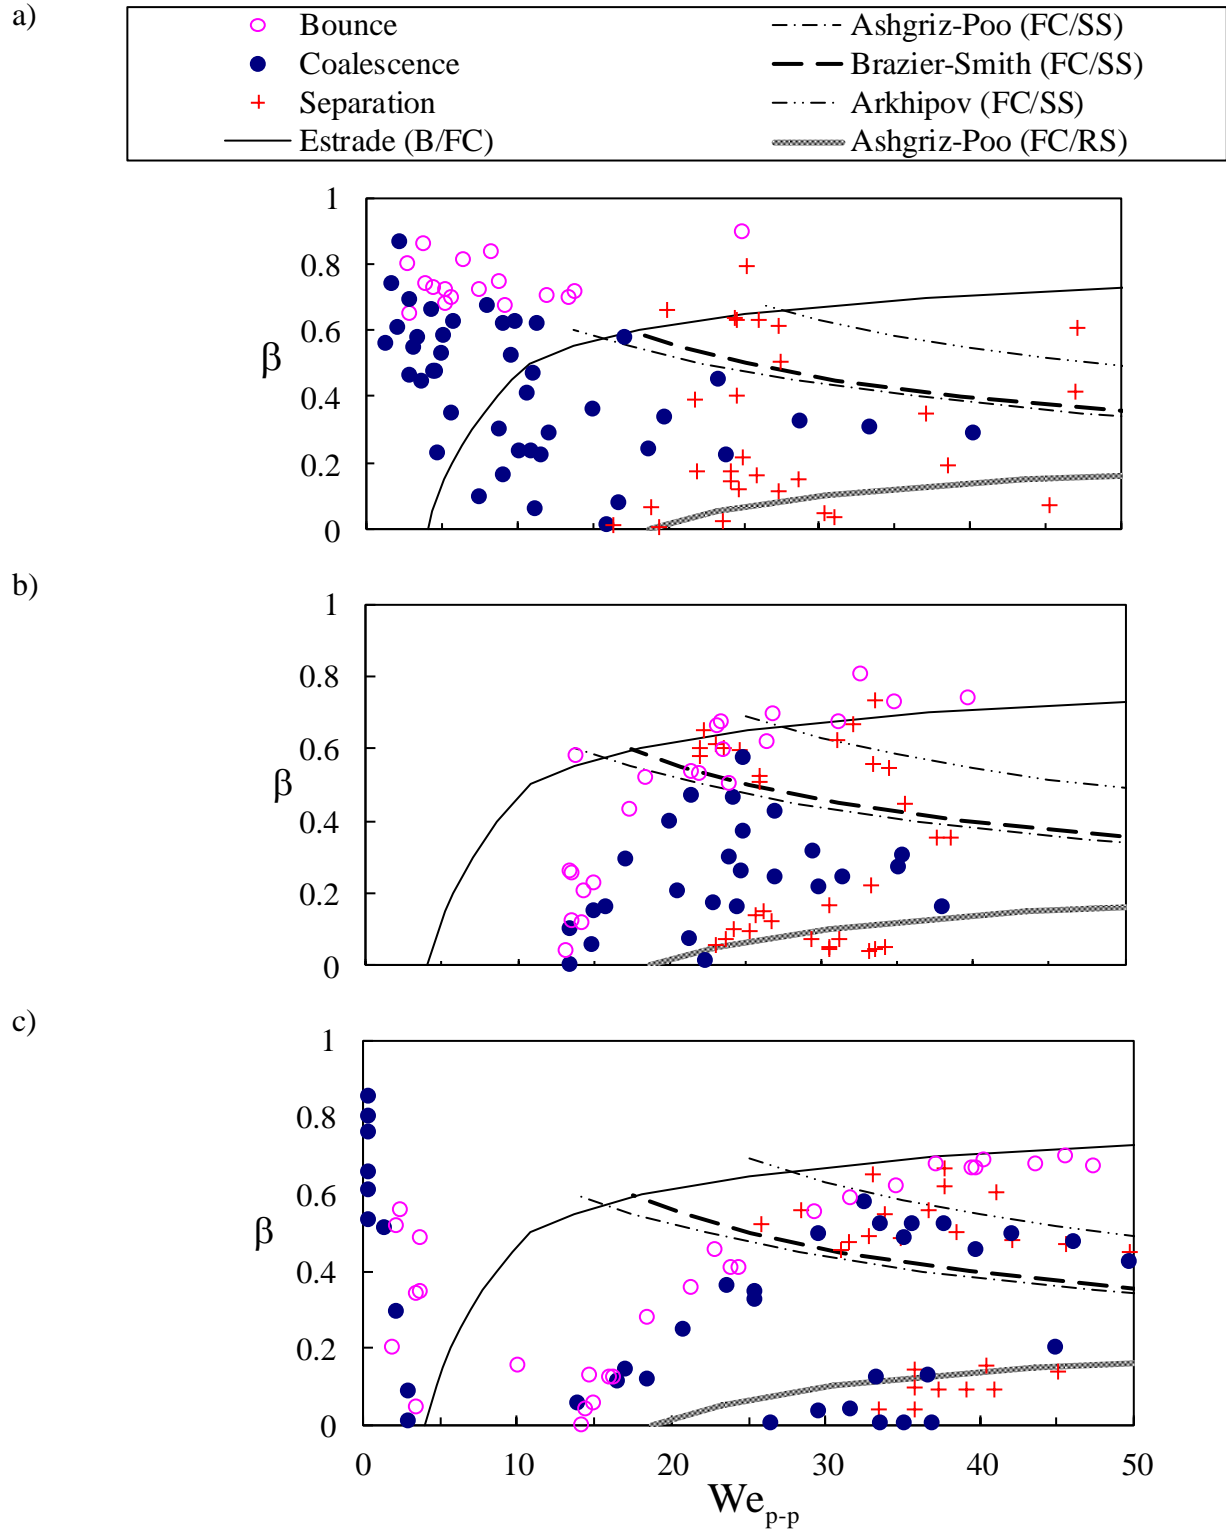 a)
Bounce
Coalescence
Separation
Estrade (B/FC)
Ashgriz-Poo (FC/SS)
Brazier-Smith (FC/SS)
Arkhipov (FC/SS)
Ashgriz-Poo (FC/RS)
1
0.8
0.6
0.4
0.2
0
β
b)
1
0.8
0.6
0.4
0.2
0
β
c)
1
0.8
0.6
0.4
0.2
0
β
0 10 20 30 40 50
We p-p